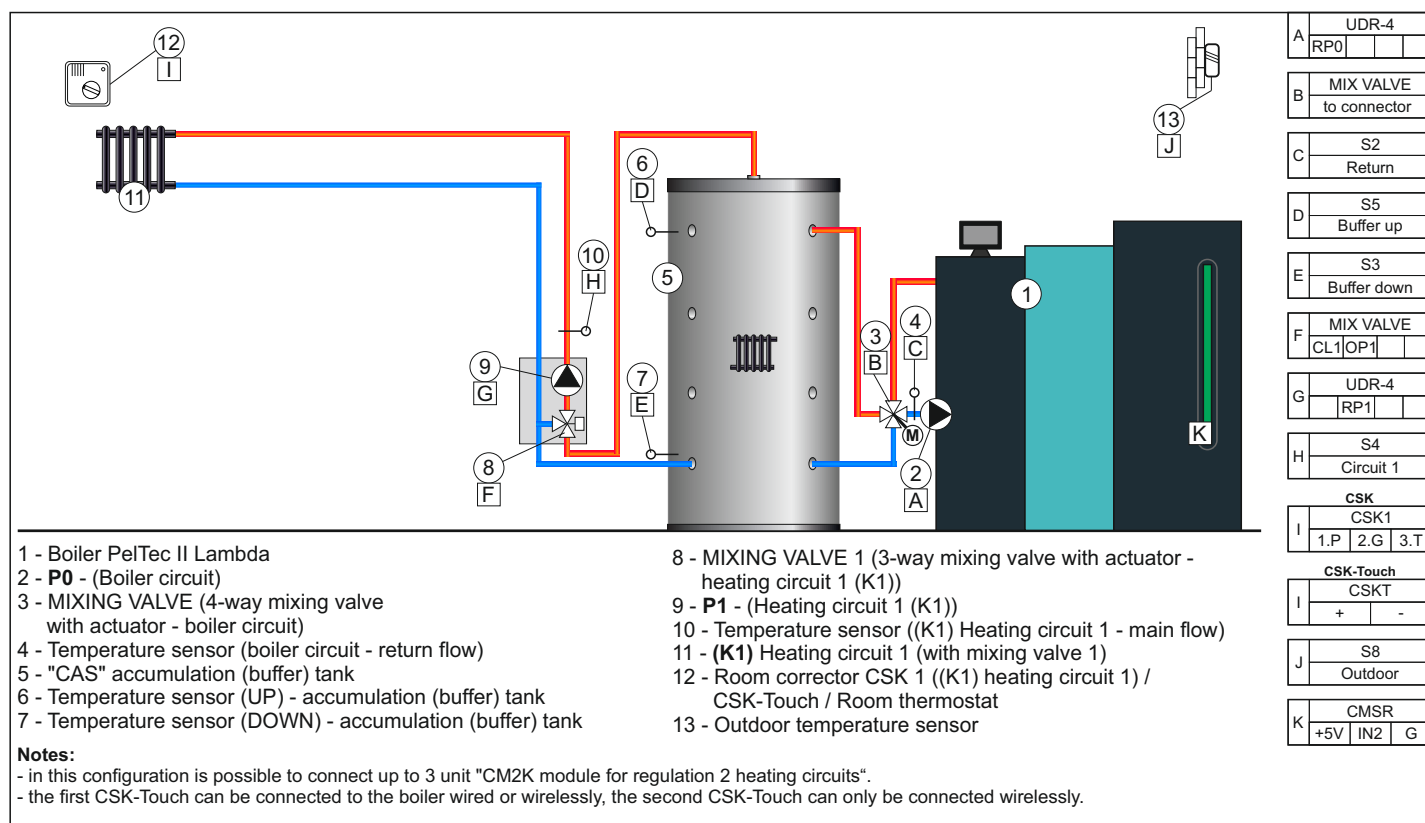 12
I
11
10
H
9
G
8
F
6
D
5
7
E
3
B
4
C
M
2
A
1
K
13
J
1 - Boiler PelTec II Lambda
2 - P0 - (Boiler circuit)
3 - MIXING VALVE (4-way mixing valve
with actuator - boiler circuit)
4 - Temperature sensor (boiler circuit - return flow)
5 - "CAS" accumulation (buffer) tank
6 - Temperature sensor (UP) - accumulation (buffer) tank
7 - Temperature sensor (DOWN) - accumulation (buffer) tank
8 - MIXING VALVE 1 (3-way mixing valve with actuator -
heating circuit 1 (K1))
9 - P1 - (Heating circuit 1 (K1))
10 - Temperature sensor ((K1) Heating circuit 1 - main flow)
11 - (K1) Heating circuit 1 (with mixing valve 1)
12 - Room corrector CSK 1 ((K1) heating circuit 1) /
CSK-Touch / Room thermostat
13 - Outdoor temperature sensor
Notes:
- in this configuration is possible to connect up to 3 unit "CM2K module for regulation 2 heating circuits“.
- the first CSK-Touch can be connected to the boiler wired or wirelessly, the second CSK-Touch can only be connected wirelessly.
A UDR-4
RP0
B MIX VALVE
to connector
C S2
Return
D S5
Buffer up
E S3
Buffer down
F MIX VALVE
CL1 OP1
G UDR-4
RP1
H S4
Circuit 1
CSK
I CSK1
1.P 2.G 3.T
CSK-Touch
I CSKT
+ -
J S8
Outdoor
K CMSR
+5V IN2 G